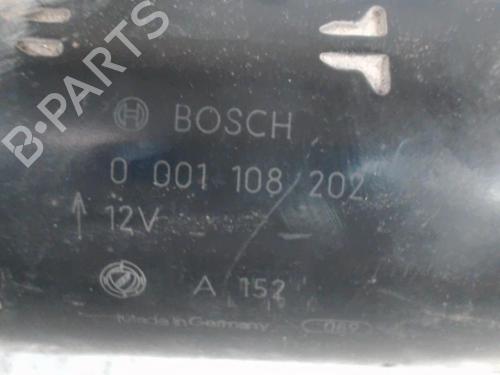 B-PARTS
BOSCH
0 001 108 202
12V
A 152
Made in Germany